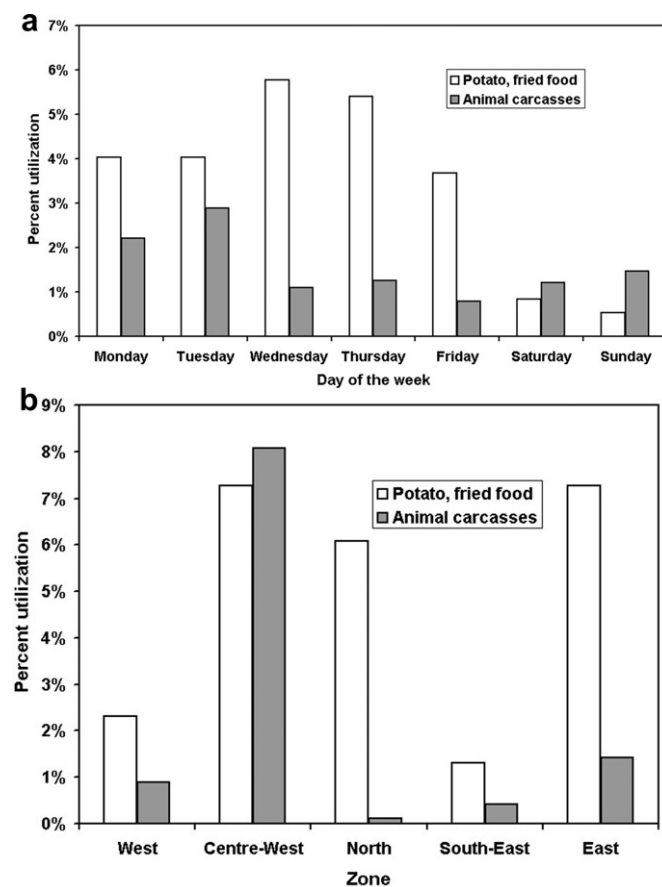 a
7%
6%
5%
4%
3%
2%
1%
0%
Percent utilization
Potato, fried food
Animal carcasses
Monday Tuesday Wednesday Thursday Friday Saturday Sunday
Day of the week
b
9%
8%
7%
6%
5%
4%
3%
2%
1%
0%
Percent utilization
Potato, fried food
Animal carcasses
West Centre-West North South-East East
Zone